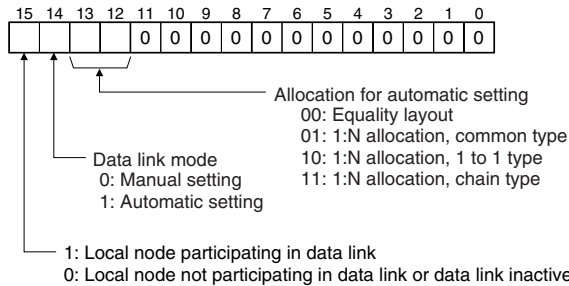 15 14 13 12 11 10 9 8 7 6 5 4 3 2 1 0
0 0 0 0 0 0 0 0 0 0 0 0
Allocation for automatic setting
00: Equality layout
01: 1:N allocation, common type
10: 1:N allocation, 1 to 1 type
11: 1:N allocation, chain type
Data link mode
0: Manual setting
1: Automatic setting
1: Local node participating in data link
0: Local node not participating in data link or data link inactive